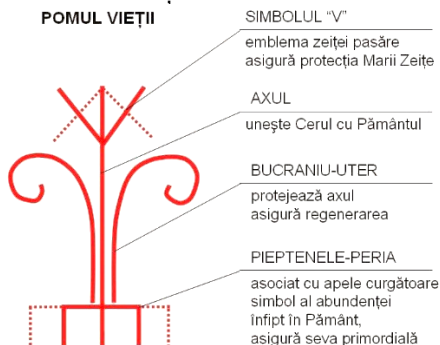 POMUL VIEȚII
SIMBOLUL "V"
emblema zeiței pasăre
asigură protecția Marii Zeițe
AXUL
unește Cerul cu Pământul
BUCRANIU-UTER
protejează axul
asigură regenerarea
PIEPTENELE-PERIA
asociat cu apele curgătoare
simbol al abundenței
înfipt în Pământ,
asigură seva primordială